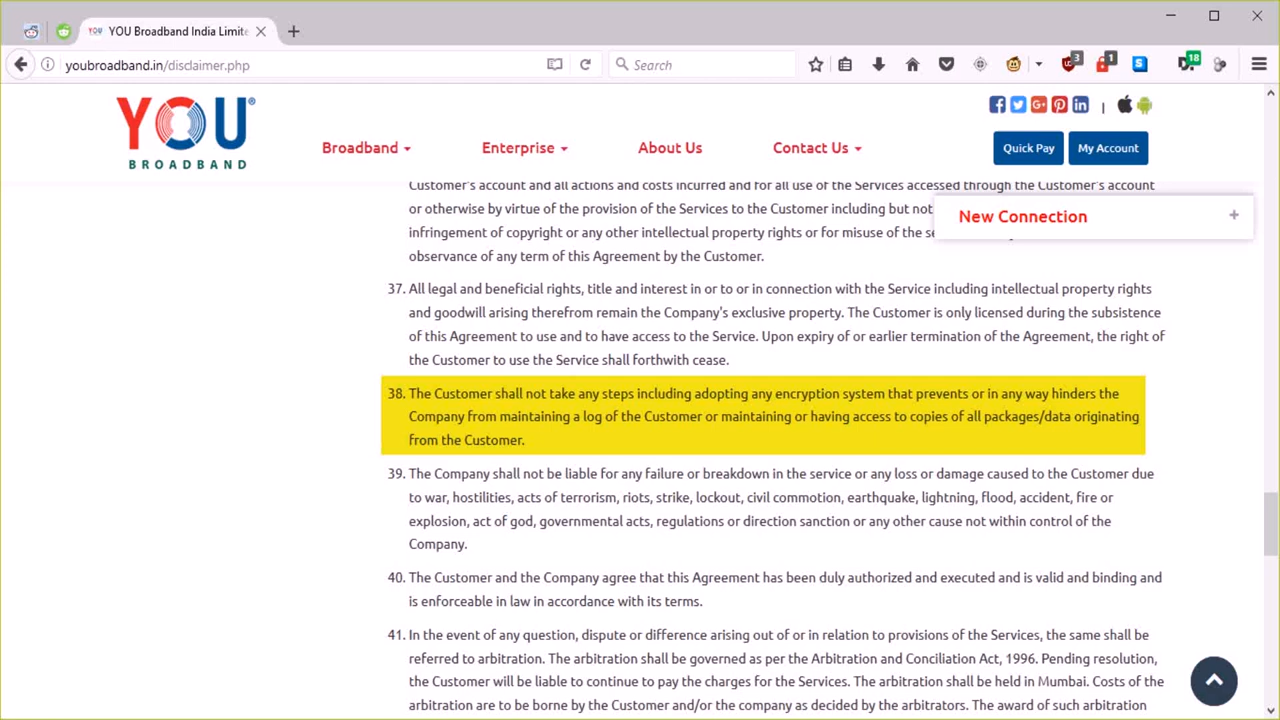 YOU Broadband India Limite
youbroadband.in/disclaimer.php
Search
3
1
18
YOU
BROADBAND
Broadband
Enterprise
About Us
Contact Us
Quick Pay
My Account
New Connection
Customer's account and all actions and costs incurred and for all use of the Services accessed through the Customer's account
or otherwise by virtue of the provision of the Services to the Customer including but not
infringement of copyright or any other intellectual property rights or for misuse of the se
observance of any term of this Agreement by the Customer.
37. All legal and beneficial rights, title and interest in or to or in connection with the Service including intellectual property rights
and goodwill arising therefrom remain the Company's exclusive property. The Customer is only licensed during the subsistence
of this Agreement to use and to have access to the Service. Upon expiry of or earlier termination of the Agreement, the right of
the Customer to use the Service shall forthwith cease.
38. The Customer shall not take any steps including adopting any encryption system that prevents or in any way hinders the
Company from maintaining a log of the Customer or maintaining or having access to copies of all packages/data originating
from the Customer.
39. The Company shall not be liable for any failure or breakdown in the service or any loss or damage caused to the Customer due
to war, hostilities, acts of terrorism, riots, strike, lockout, civil commotion, earthquake, lightning, flood, accident, fire or
explosion, act of god, governmental acts, regulations or direction sanction or any other cause not within control of the
Company.
40. The Customer and the Company agree that this Agreement has been duly authorized and executed and is valid and binding and
is enforceable in law in accordance with its terms.
41. In the event of any question, dispute or difference arising out of or in relation to provisions of the Services, the same shall be
referred to arbitration. The arbitration shall be governed as per the Arbitration and Conciliation Act, 1996. Pending resolution,
the Customer will be liable to continue to pay the charges for the Services. The arbitration shall be held in Mumbai. Costs of the
arbitration are to be borne by the Customer and/or the company as decided by the arbitrators. The award of such arbitration